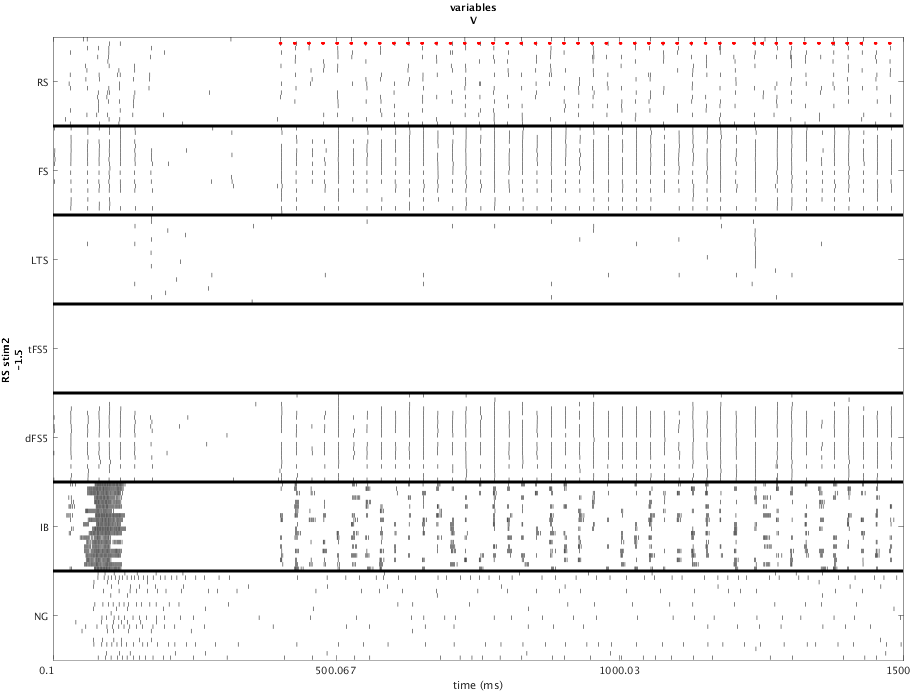 variables
V
RS
FS
LTS
tFS5
dFS5
IB
NG
RS stim2
-1.5
0.1
500.067
1000.03
1500
time (ms)